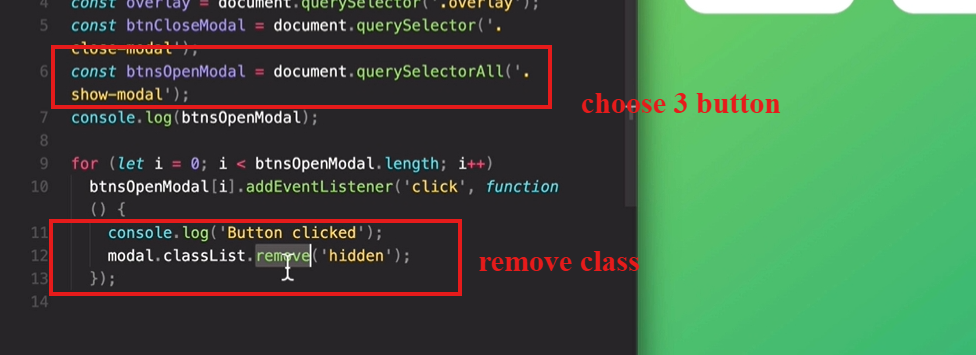 4 const overlay = document.querySelector('.overlay');
5 const btnCloseModal = document.querySelector('.
close-modal');
6 const btnsOpenModal = document.querySelectorAll('.
show-modal');
choose 3 button
7 console.log(btnsOpenModal);
8
9 for (let i = 0; i < btnsOpenModal.length; i++)
10 btnsOpenModal[i].addEventListener('click', function
() {
11 console.log('Button clicked');
12 modal.classList.remove('hidden');
remove class
13 });
14